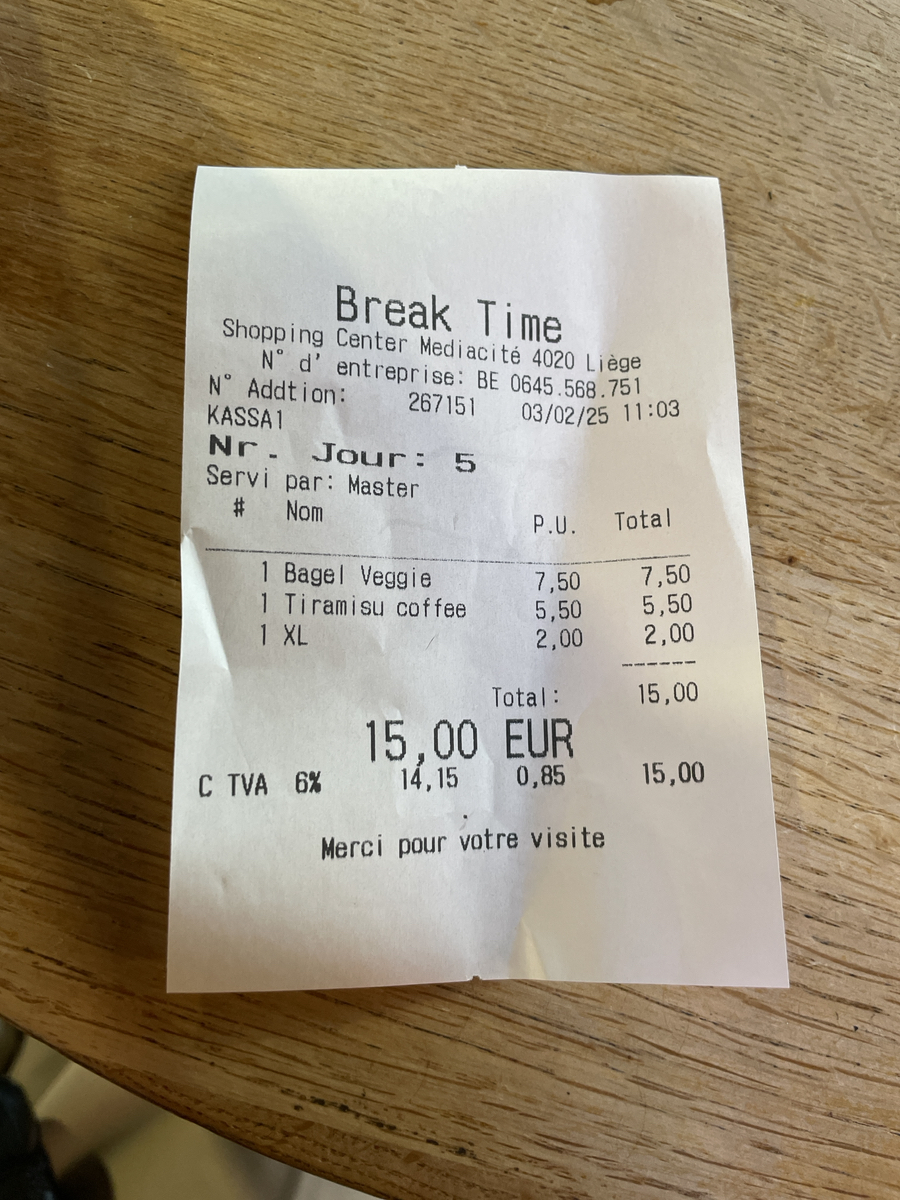 Break Time
Shopping Center Mediacité 4020 Liège
N° d' entreprise: BE 0645.568.751
N° Addtion: 267151 03/02/25 11:03
KASSA1
Nr. Jour: 5
Servi par: Master
# Nom P.U. Total
1 Bagel Veggie 7,50 7,50
1 Tiramisu coffee 5,50 5,50
1 XL 2,00 2,00
------
Total: 15,00
15,00 EUR
C TVA 6% 14,15 0,85 15,00
.
Merci pour votre visite